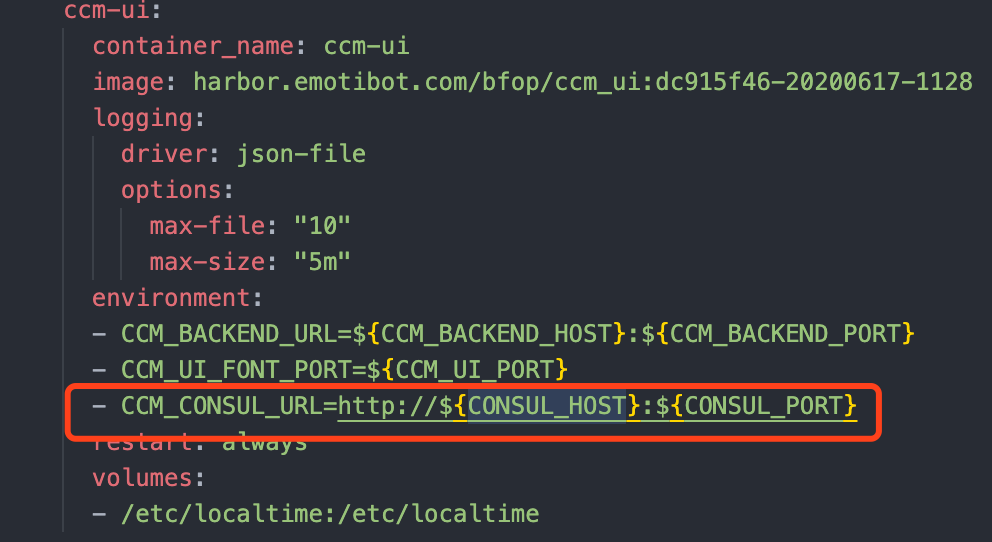 ccm-ui:
container_name: ccm-ui
image: harbor.emotibot.com/bfop/ccm_ui:dc915f46-20200617-1128
logging:
driver: json-file
options:
max-file: "10"
max-size: "5m"
environment:
- CCM_BACKEND_URL=${CCM_BACKEND_HOST}:${CCM_BACKEND_PORT}
- CCM_UI_FONT_PORT=${CCM_UI_PORT}
- CCM_CONSUL_URL=http://${CONSUL_HOST}:${CONSUL_PORT}
restart: always
volumes:
- /etc/localtime:/etc/localtime